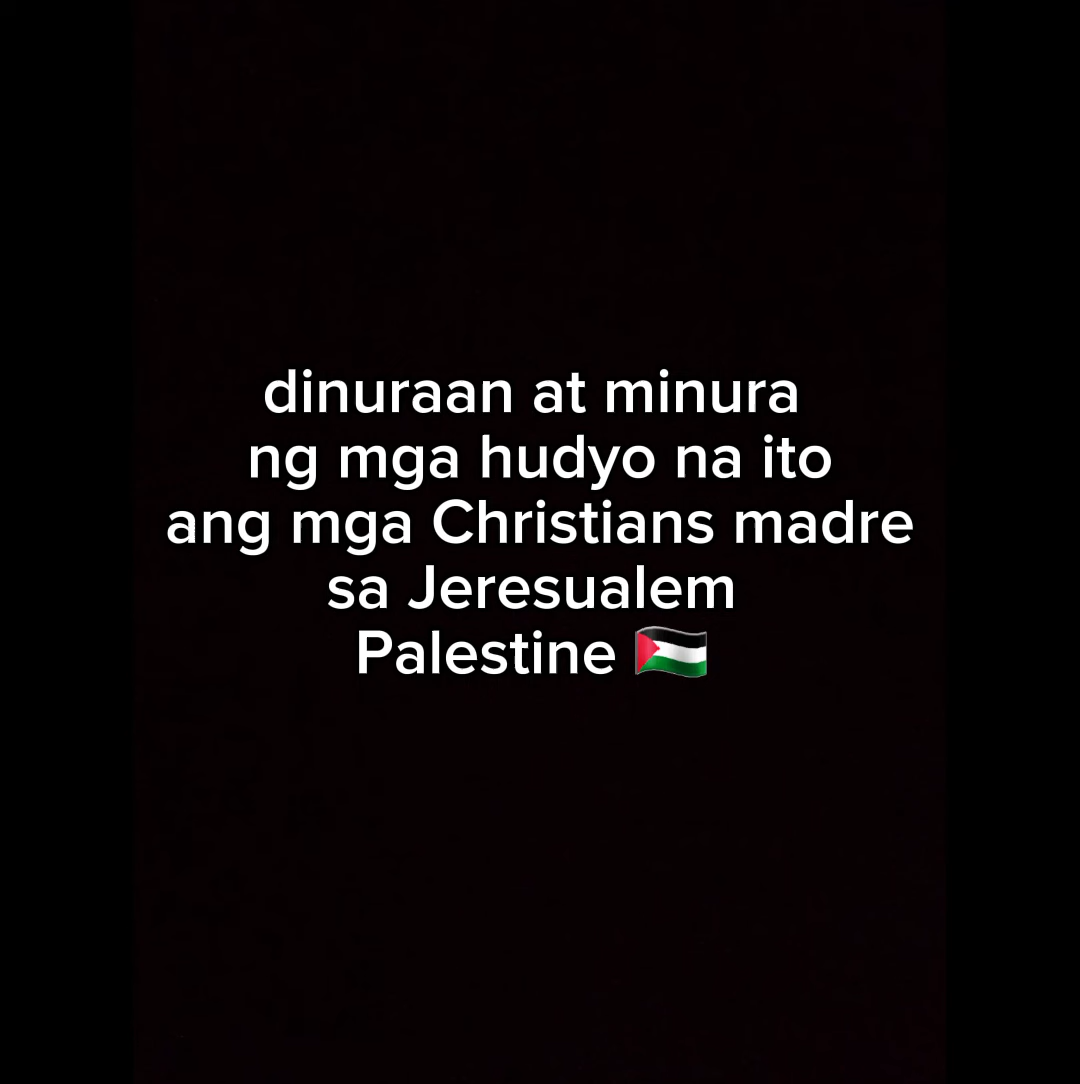 dinuraan at minura
ng mga hudyo na ito
ang mga Christians madre
sa Jeresualem
Palestine 🇵🇸